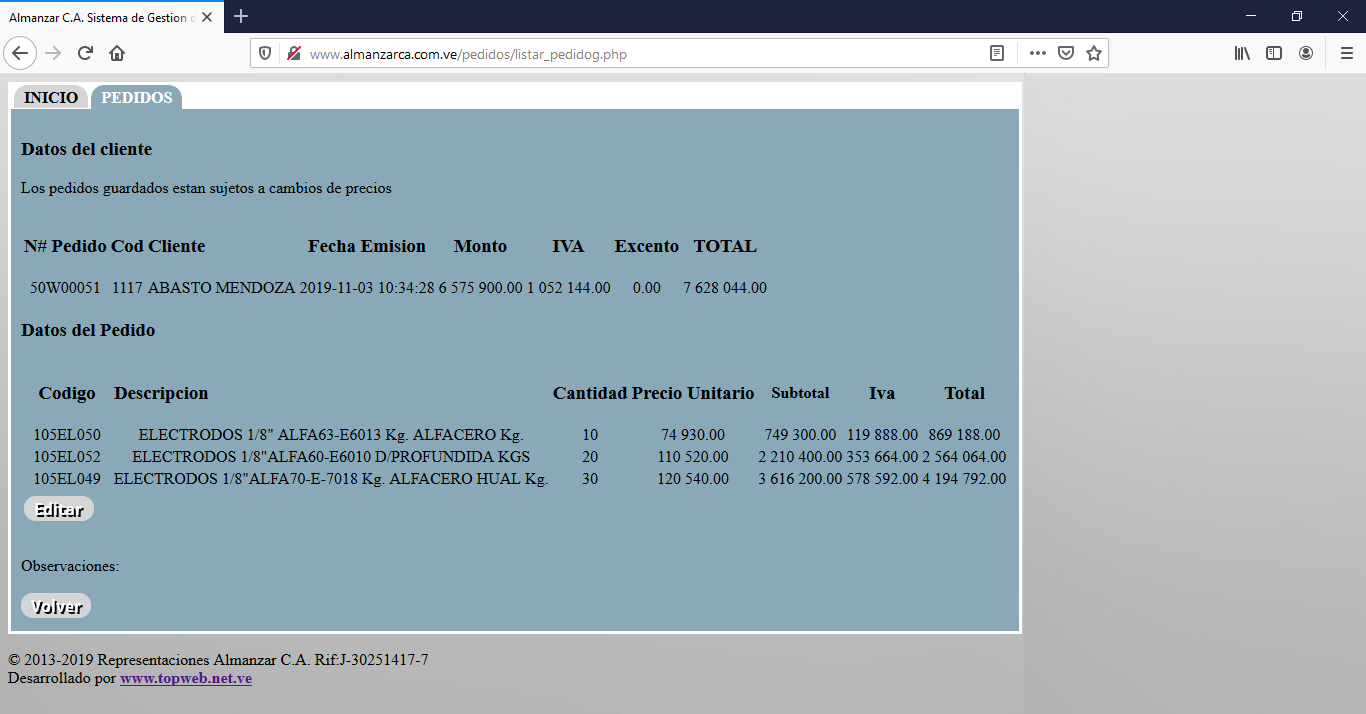 Almanzar C.A. Sistema de Gestion d
www.almanzarca.com.ve/pedidos/listar_pedidog.php
INICIO PEDIDOS
Datos del cliente
Los pedidos guardados estan sujetos a cambios de precios
N# Pedido Cod Cliente Fecha Emision Monto IVA Excento TOTAL
50W00051 1117 ABASTO MENDOZA 2019-11-03 10:34:28 6 575 900.00 1 052 144.00 0.00 7 628 044.00
Datos del Pedido
Codigo Descripcion Cantidad Precio Unitario Subtotal Iva Total
105EL050 ELECTRODOS 1/8" ALFA63-E6013 Kg. ALFACERO Kg. 10 74 930.00 749 300.00 119 888.00 869 188.00
105EL052 ELECTRODOS 1/8"ALFA60-E6010 D/PROFUNDIDA KGS 20 110 520.00 2 210 400.00 353 664.00 2 564 064.00
105EL049 ELECTRODOS 1/8"ALFA70-E-7018 Kg. ALFACERO HUAL Kg. 30 120 540.00 3 616 200.00 578 592.00 4 194 792.00
Editar
Observaciones:
Volver
© 2013-2019 Representaciones Almanzar C.A. Rif:J-30251417-7
Desarrollado por www.topweb.net.ve